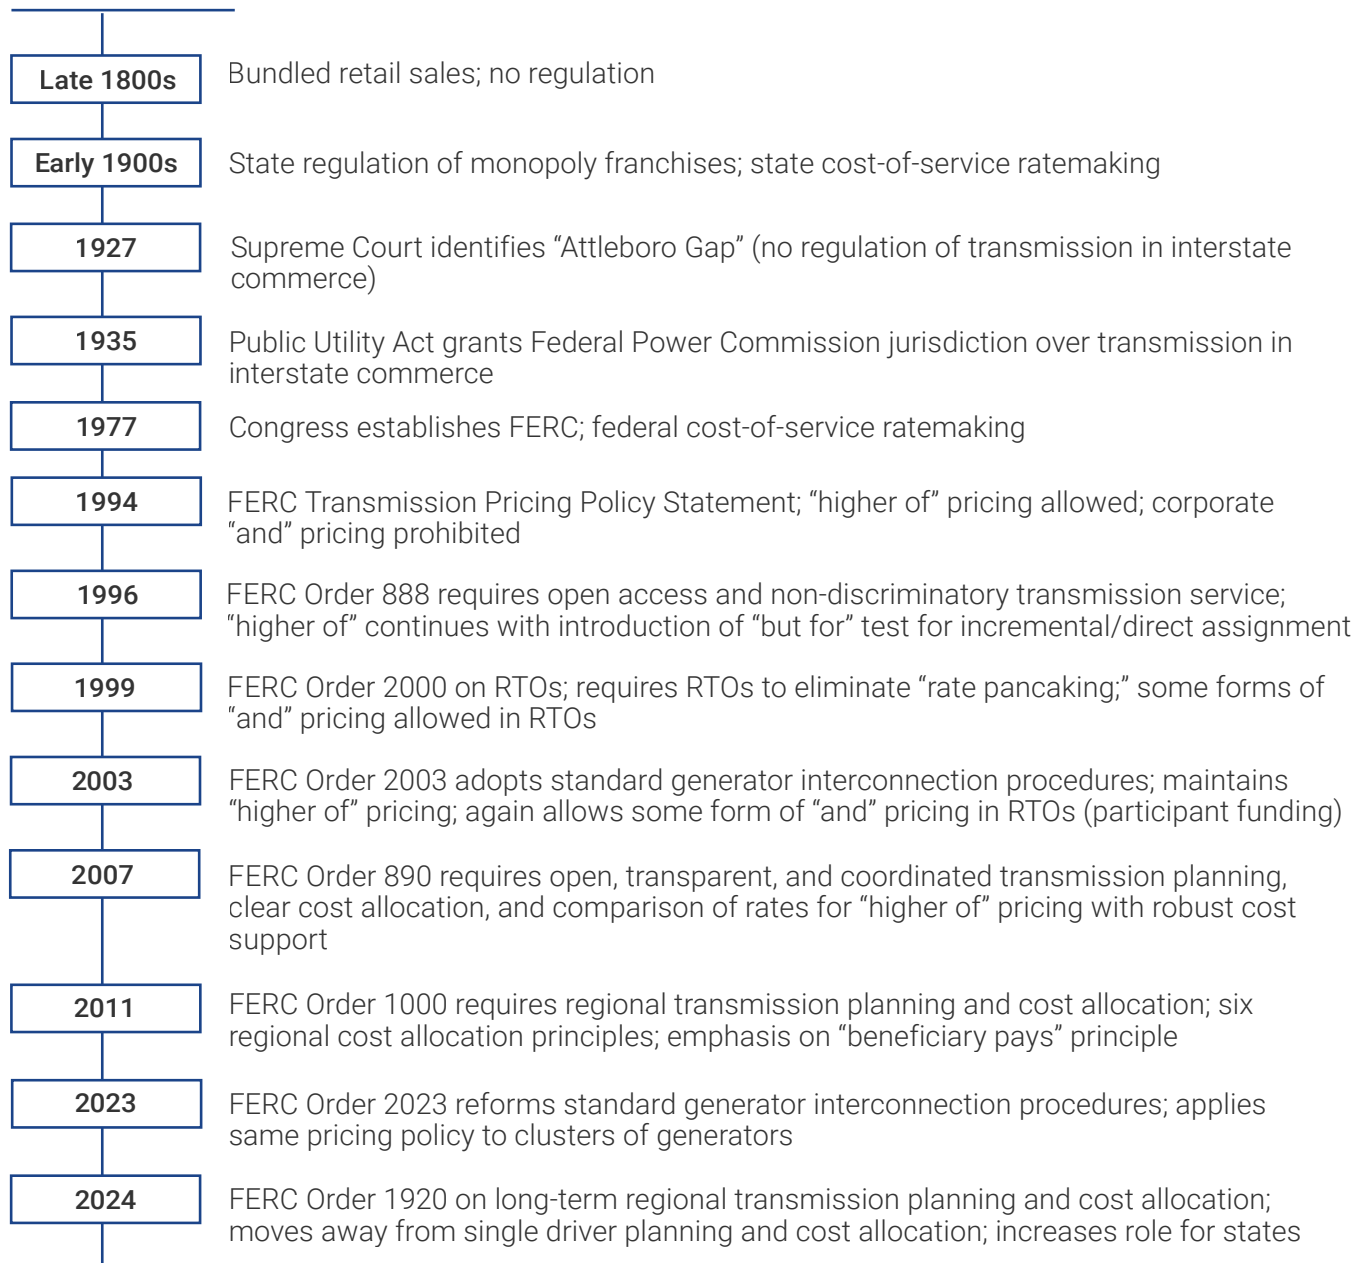 Late 1800s
Bundled retail sales; no regulation
Early 1900s
State regulation of monopoly franchises; state cost-of-service ratemaking
1927
Supreme Court identifies “Attleboro Gap” (no regulation of transmission in interstate
commerce)
1935
Public Utility Act grants Federal Power Commission jurisdiction over transmission in
interstate commerce
1977
Congress establishes FERC; federal cost-of-service ratemaking
1994
FERC Transmission Pricing Policy Statement; “higher of” pricing allowed; corporate
“and” pricing prohibited
1996
FERC Order 888 requires open access and non-discriminatory transmission service;
“higher of” continues with introduction of “but for” test for incremental/direct assignment
1999
FERC Order 2000 on RTOs; requires RTOs to eliminate “rate pancaking;” some forms of
“and” pricing allowed in RTOs
2003
FERC Order 2003 adopts standard generator interconnection procedures; maintains
“higher of” pricing; again allows some form of “and” pricing in RTOs (participant funding)
2007
FERC Order 890 requires open, transparent, and coordinated transmission planning,
clear cost allocation, and comparison of rates for “higher of” pricing with robust cost
support
2011
FERC Order 1000 requires regional transmission planning and cost allocation; six
regional cost allocation principles; emphasis on “beneficiary pays” principle
2023
FERC Order 2023 reforms standard generator interconnection procedures; applies
same pricing policy to clusters of generators
2024
FERC Order 1920 on long-term regional transmission planning and cost allocation;
moves away from single driver planning and cost allocation; increases role for states